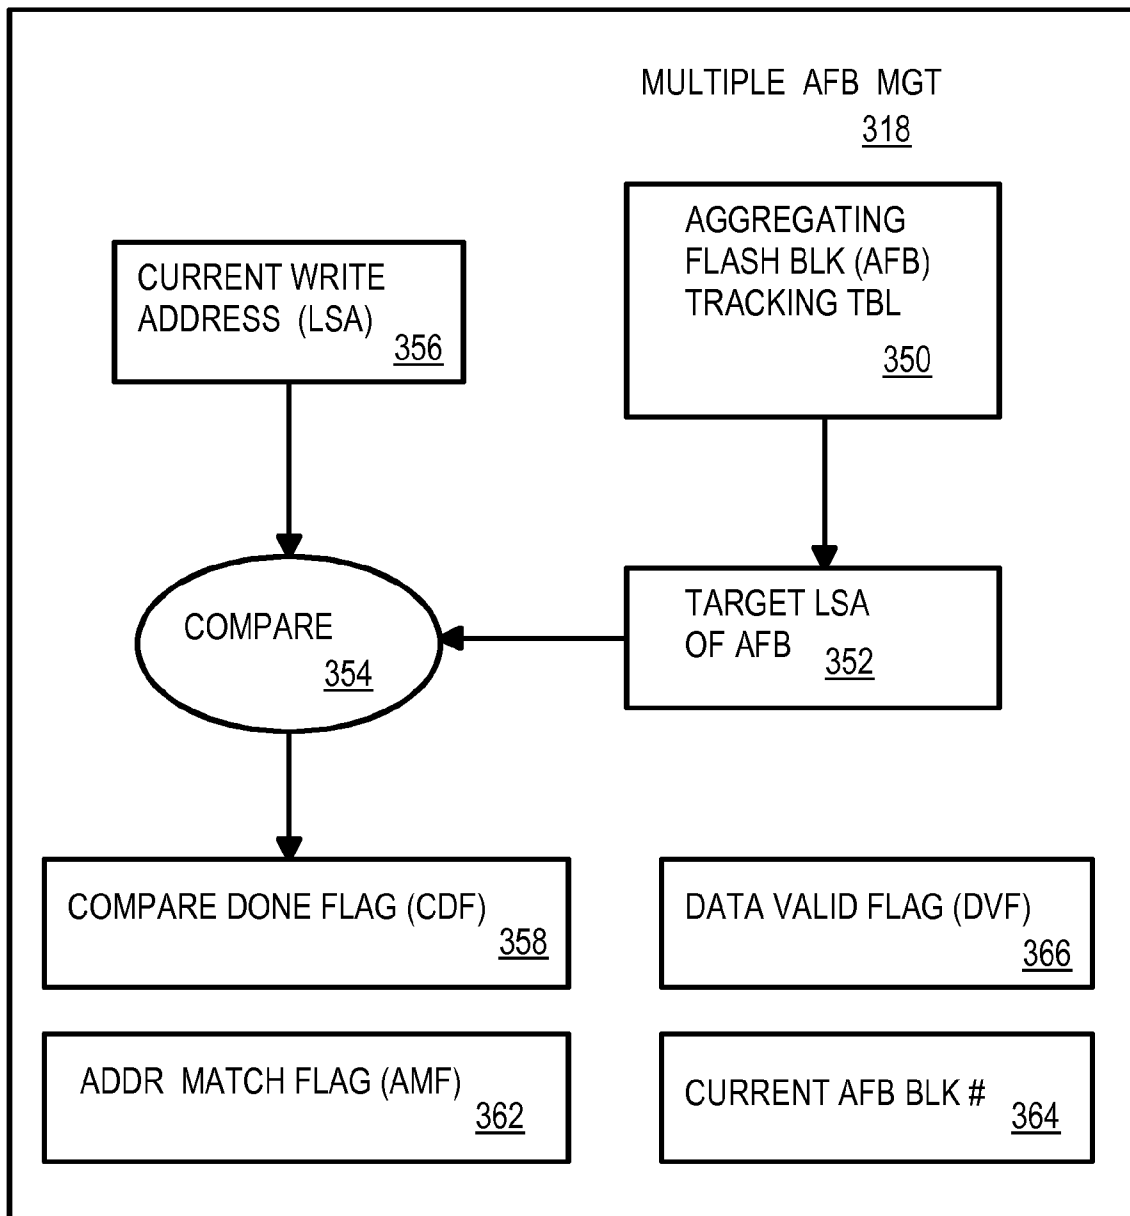 MULTIPLE AFB MGT
318
AGGREGATING
FLASH BLK (AFB)
TRACKING TBL
350
CURRENT WRITE
ADDRESS (LSA)
356
COMPARE
354
TARGET LSA
OF AFB
352
COMPARE DONE FLAG (CDF)
358
DATA VALID FLAG (DVF)
366
ADDR MATCH FLAG (AMF)
362
CURRENT AFB BLK #
364